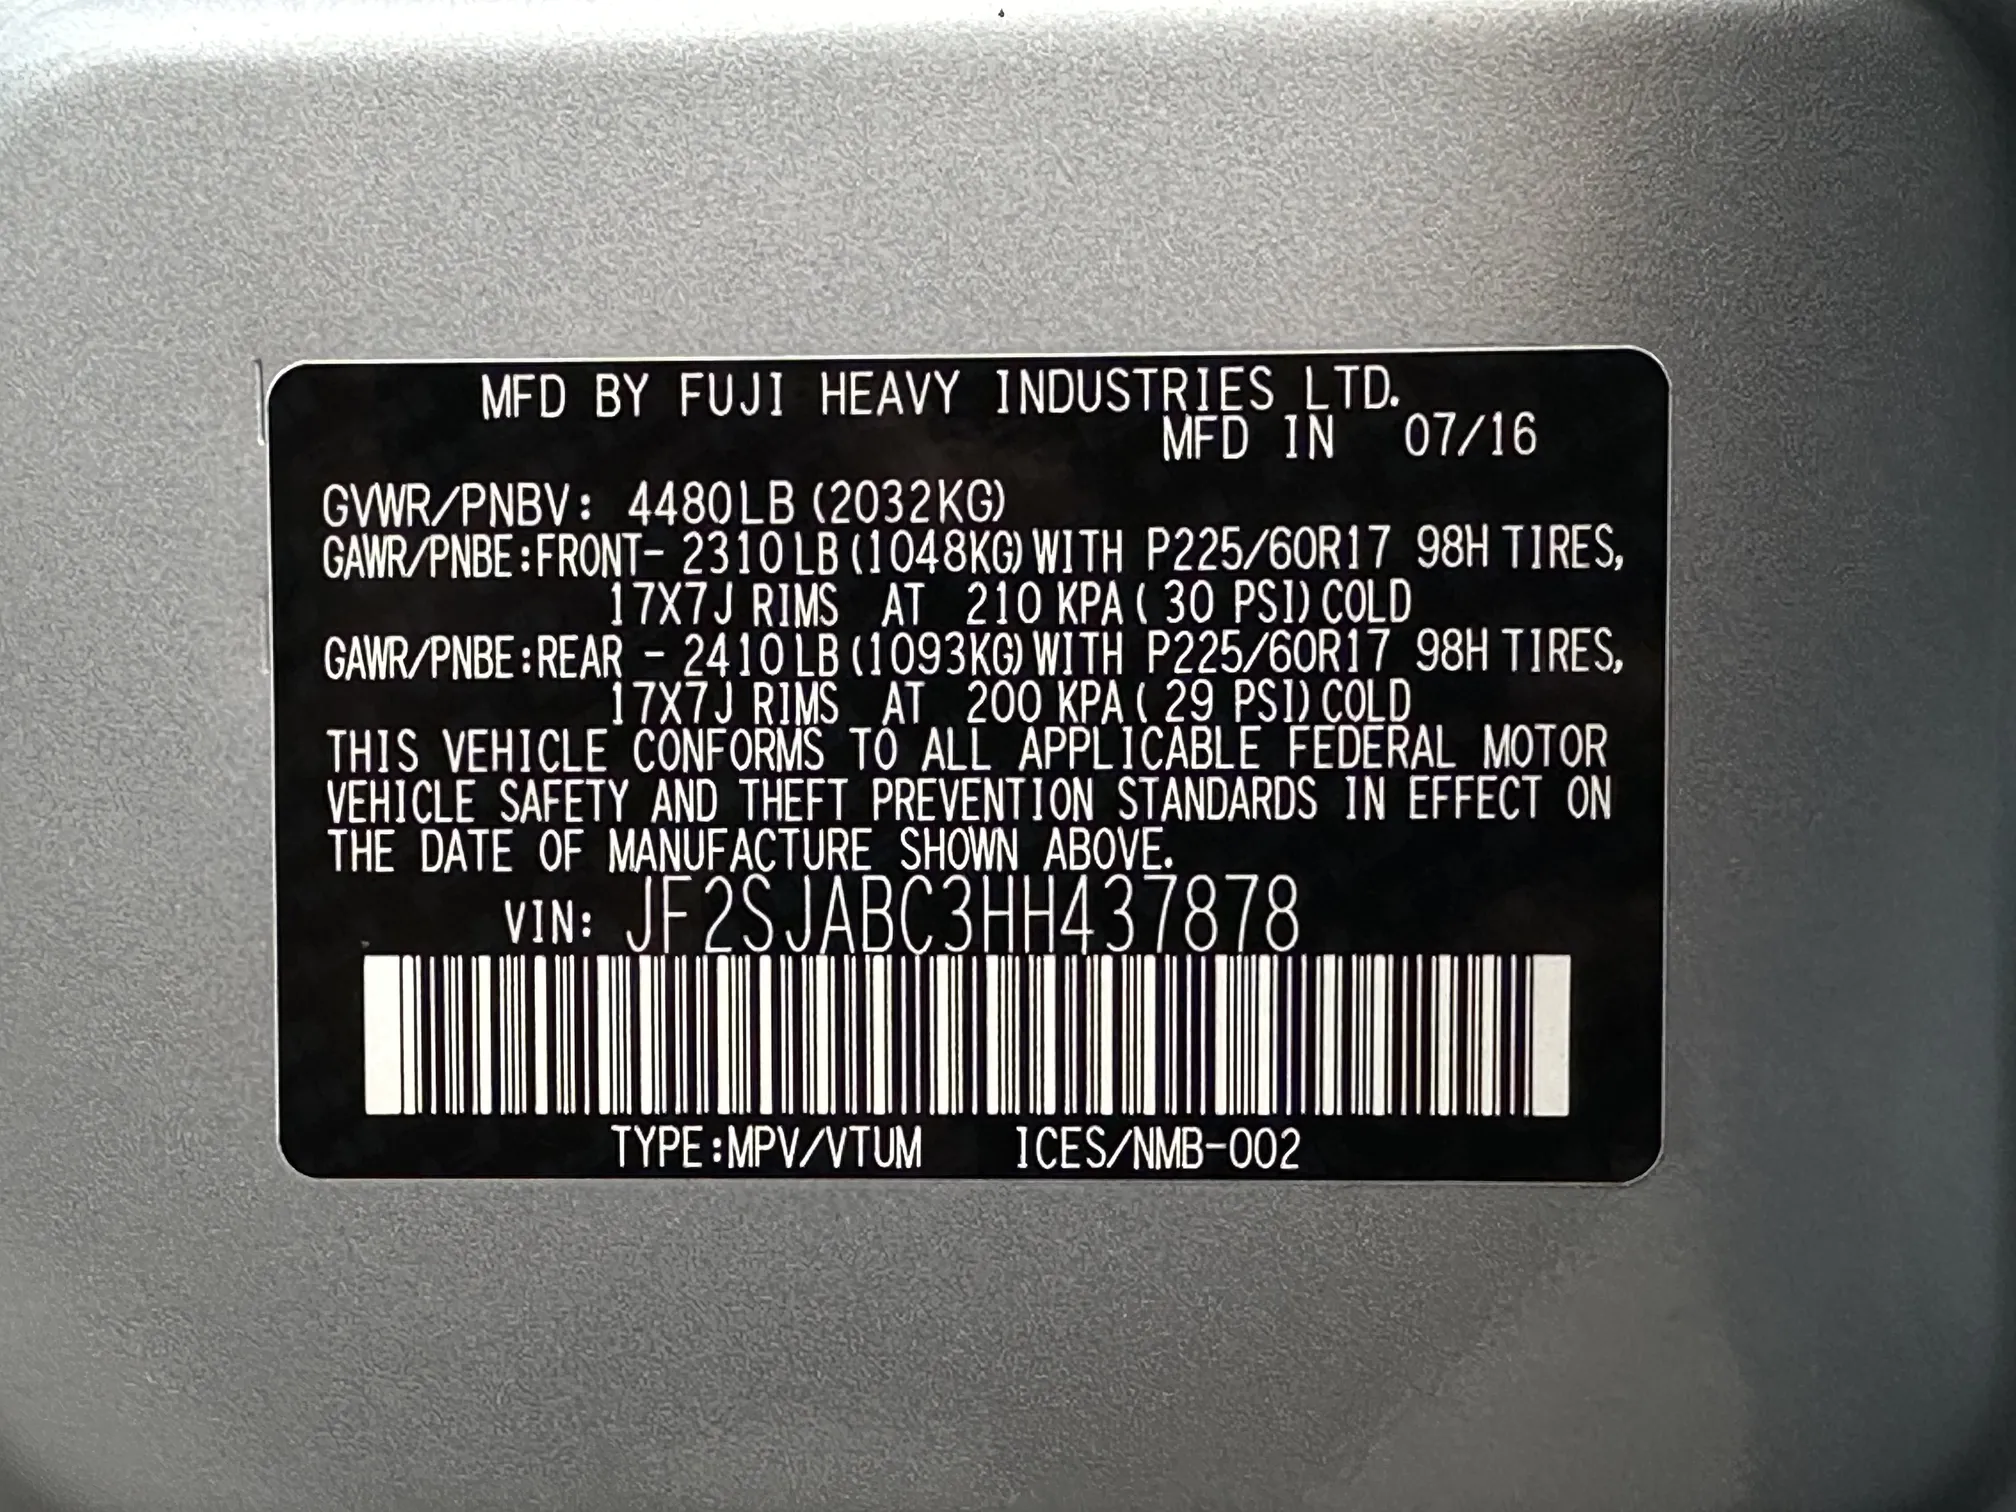 MFD BY FUJI HEAVY INDUSTRIES LTD.
MFD IN 07/16
GVWR/PNBV: 4480LB (2032KG)
GAWR/PNBE:FRONT- 2310LB (1048KG) WITH P225/60R17 98H TIRES,
17X7J RIMS AT 210 KPA ( 30 PSI) COLD
GAWR/PNBE:REAR - 2410LB (1093KG) WITH P225/60R17 98H TIRES,
17X7J RIMS AT 200 KPA ( 29 PSI) COLD
THIS VEHICLE CONFORMS TO ALL APPLICABLE FEDERAL MOTOR
VEHICLE SAFETY AND THEFT PREVENTION STANDARDS IN EFFECT ON
THE DATE OF MANUFACTURE SHOWN ABOVE.
VIN: JF2SJABC3HH437878
TYPE:MPV/VTUM ICES/NMB-002